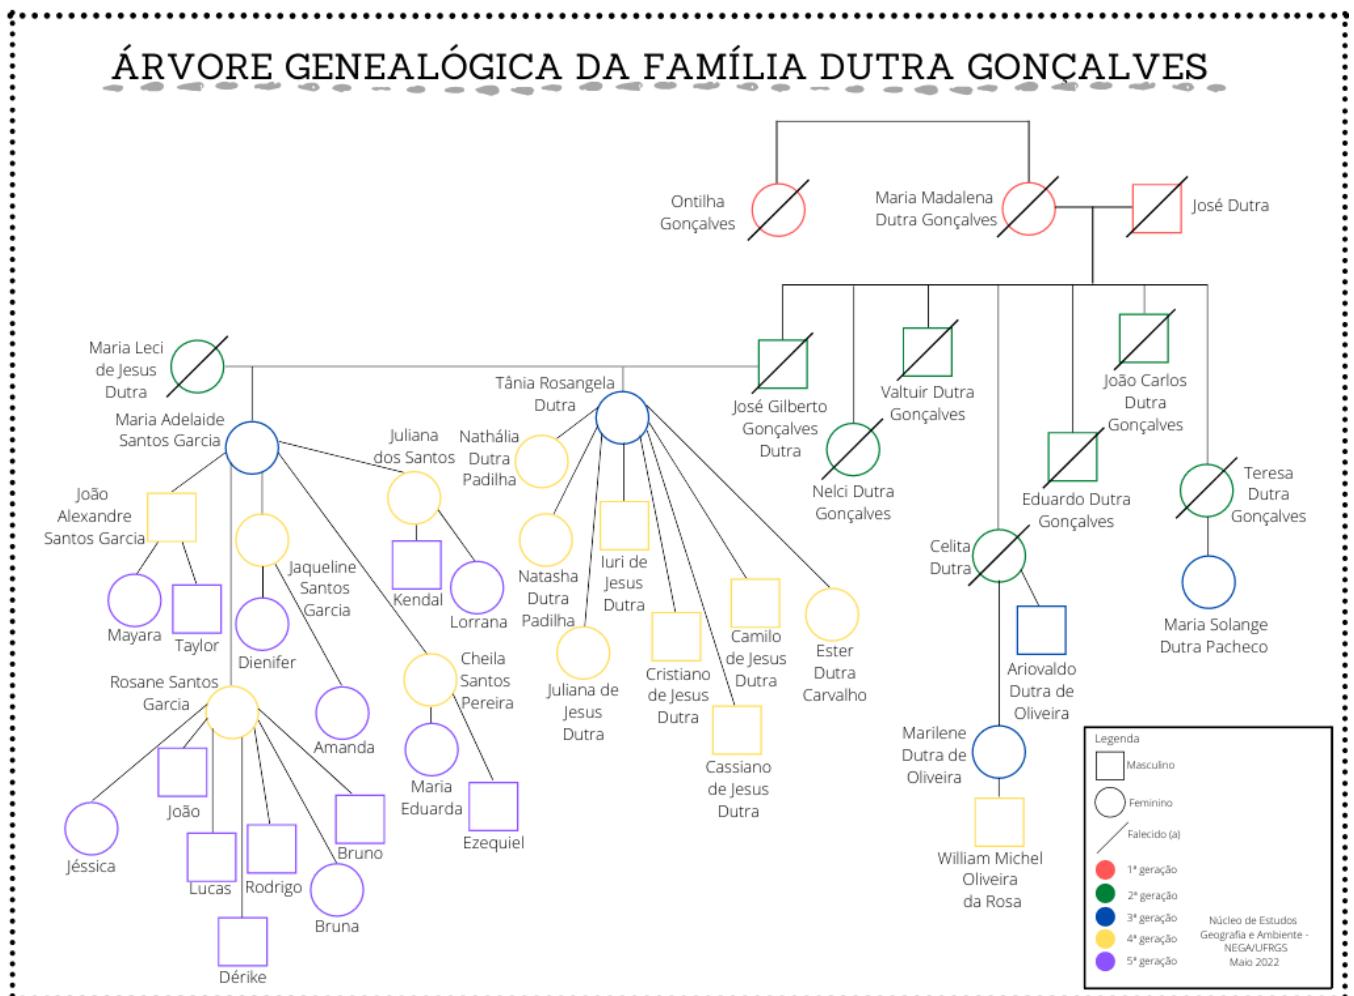 ÁRVORE GENEALÓGICA DA FAMÍLIA DUTRA GONÇALVES
Ontilha
Gonçalves
Maria Madalena
Dutra Gonçalves
José Dutra
Maria Leci
de Jesus
Dutra
José Gilberto
Gonçalves
Dutra
Nelci Dutra
Gonçalves
Valtuir Dutra
Gonçalves
Celita
Dutra
Eduardo Dutra
Gonçalves
João Carlos
Dutra
Gonçalves
Teresa
Dutra
Gonçalves
Maria Adelaide
Santos Garcia
Tânia Rosangela
Dutra
Ariovaldo
Dutra de
Oliveira
Marilene
Dutra de
Oliveira
Maria Solange
Dutra Pacheco
João
Alexandre
Santos Garcia
Jaqueline
Santos
Garcia
Juliana
dos Santos
Rosane Santos
Garcia
Cheila
Santos
Pereira
Nathália
Dutra
Padilha
Natasha
Dutra
Padilha
Juliana de
Jesus
Dutra
Iuri de
Jesus
Dutra
Cristiano
de Jesus
Dutra
Cassiano
de Jesus
Dutra
Camilo
de Jesus
Dutra
Ester
Dutra
Carvalho
William Michel
Oliveira
da Rosa
Mayara
Taylor
Dienifer
Amanda
Kendal
Lorrana
Maria
Eduarda
Ezequiel
Jéssica
João
Lucas
Dérike
Rodrigo
Bruna
Bruno
Legenda
Masculino
Feminino
Falecido (a)
1ª geração
2ª geração
3ª geração
4ª geração
5ª geração
Núcleo de Estudos
Geografia e Ambiente -
NEGA/UFRGS
Maio 2022